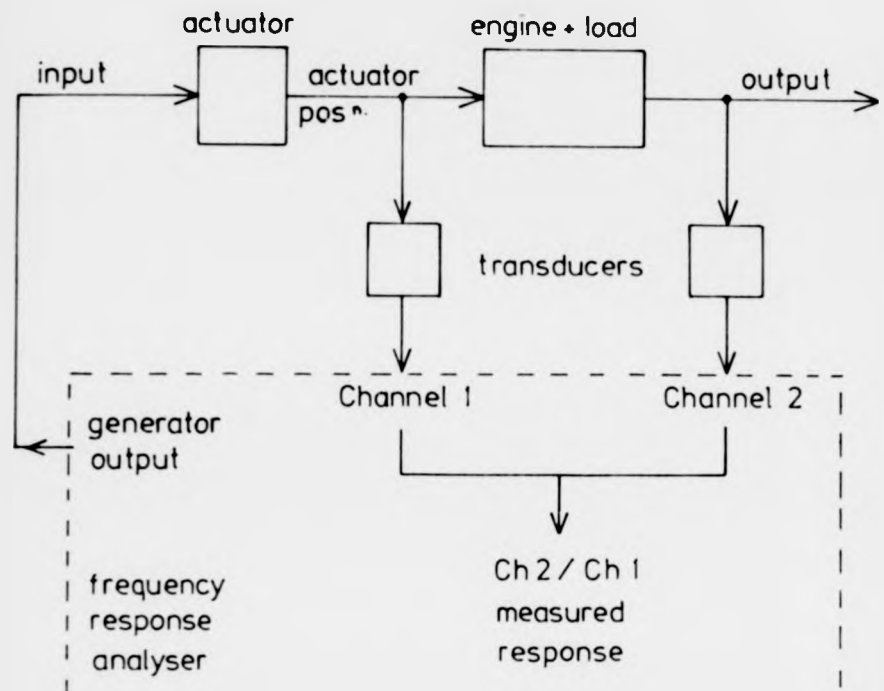 actuator
engine + load
input
actuator
posⁿ.
output
transducers
Channel 1
Channel 2
generator
output
Ch 2 / Ch 1
measured
response
frequency
response
analyser